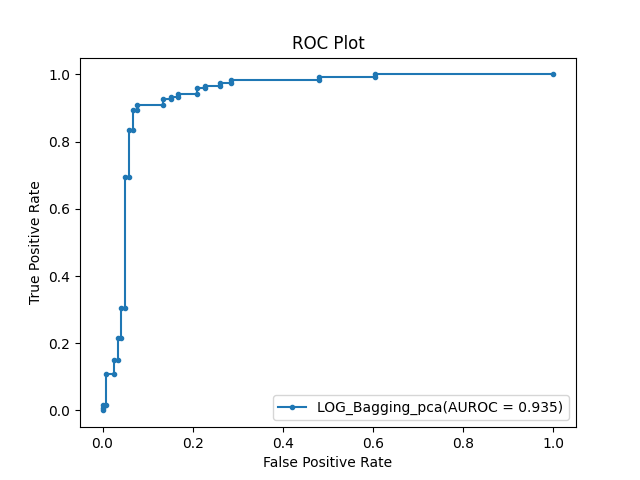 ROC Plot
1.0
0.8
0.6
0.4
0.2
0.0
True Positive Rate
LOG_Bagging_pca(AUROC = 0.935)
0.0 0.2 0.4 0.6 0.8 1.0
False Positive Rate